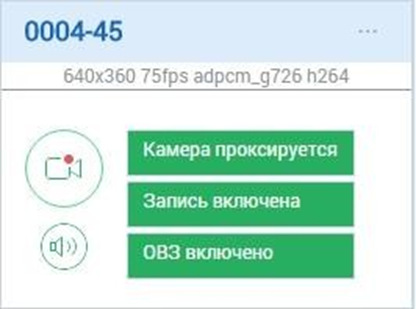 0004-45
640x360 75fps adpcm_g726 h264
Камера проксируется
Запись включена
ОВЗ включено